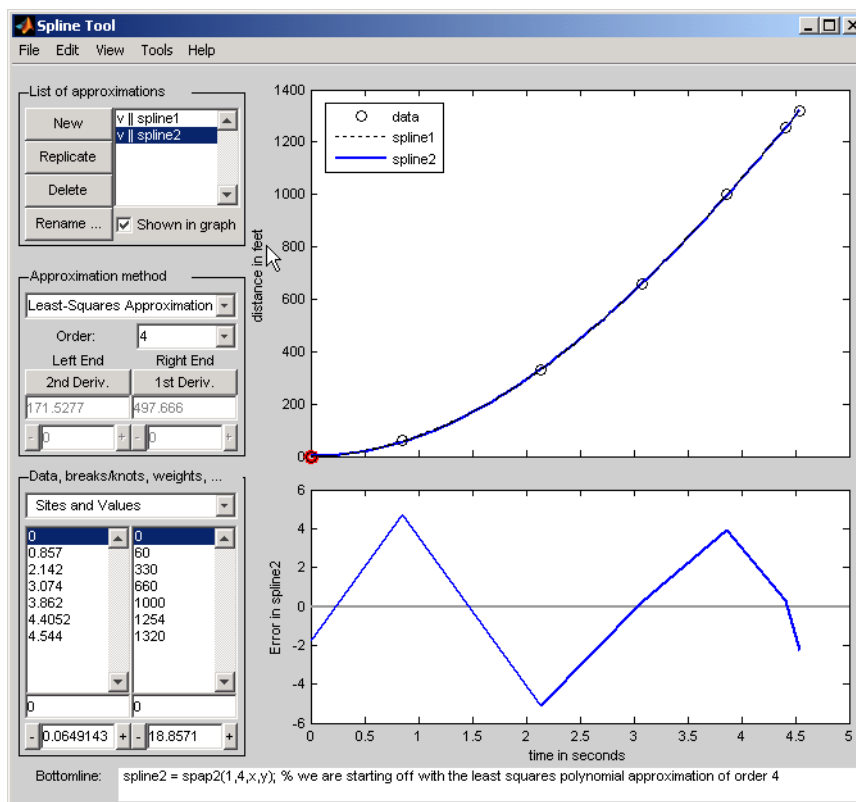 Spline Tool
File Edit View Tools Help
List of approximations
New
Replicate
Delete
Rename ...
v || spline1
v || spline2
Shown in graph
Approximation method
Least-Squares Approximation
Order: 4
Left End Right End
2nd Deriv. 1st Deriv.
171.5277 497.666
- 0 + - 0 +
Data, breaks/knots, weights, ...
Sites and Values
0 0
0.857 60
2.142 330
3.074 660
3.862 1000
4.4052 1254
4.544 1320
0 0
- 0.0649143 + - 18.8571 +
1400
1200
1000
800
600
400
200
0
distance in feet
data
spline1
spline2
6
4
2
0
-2
-4
-6
Error in spline2
0 0.5 1 1.5 2 2.5 3 3.5 4 4.5 5
time in seconds
Bottomline: spline2 = spap2(1,4,x,y); % we are starting off with the least squares polynomial approximation of order 4